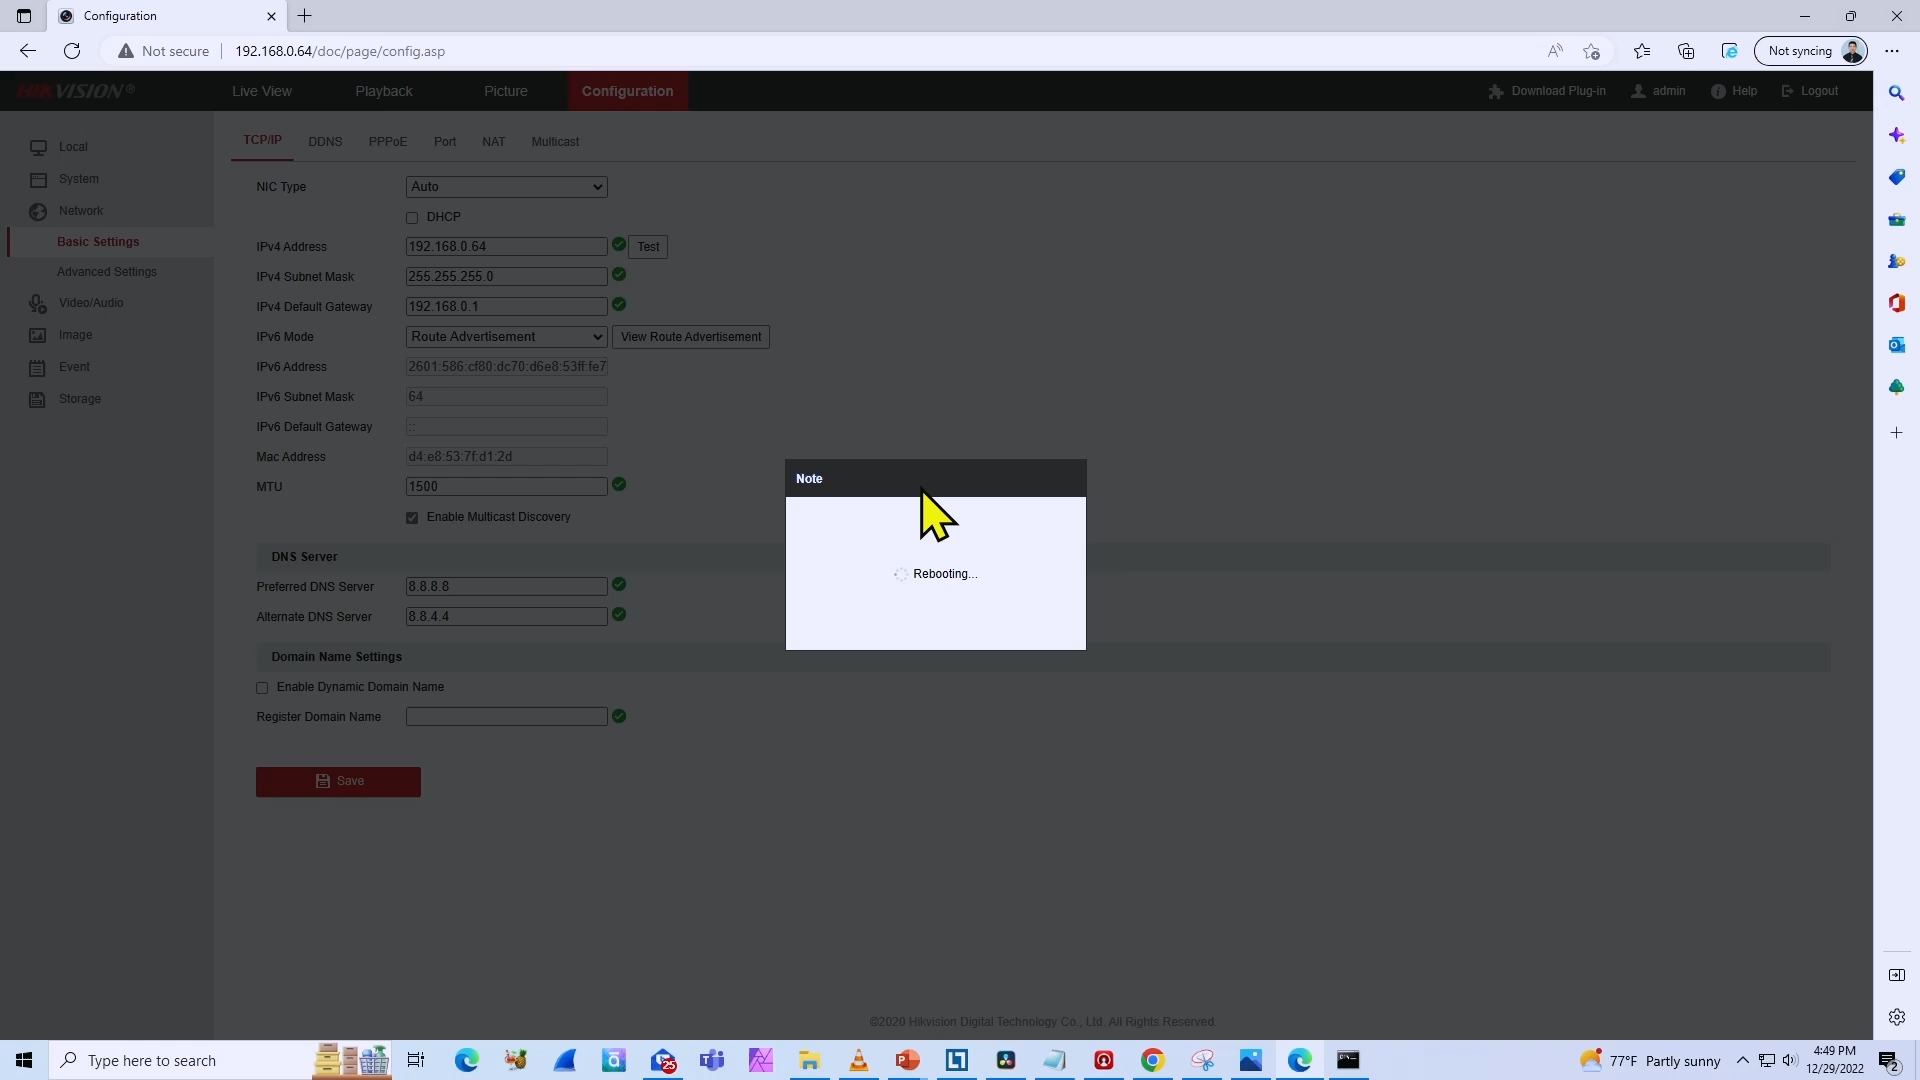 Configuration
Not secure 192.168.0.64/doc/page/config.asp Not syncing
HIKVISION® Live View Playback Picture Configuration Download Plug-in admin Help Logout
TCP/IP DDNS PPPoE Port NAT Multicast
Local
System
Network
Basic Settings
Advanced Settings
Video/Audio
Image
Event
Storage
NIC Type Auto
DHCP
IPv4 Address 192.168.0.64 Test
IPv4 Subnet Mask 255.255.255.0
IPv4 Default Gateway 192.168.0.1
IPv6 Mode Route Advertisement View Route Advertisement
IPv6 Address 2601:586:cf80:dc70:d6e8:53ff:fe7
IPv6 Subnet Mask 64
IPv6 Default Gateway ::
Mac Address d4:e8:53:7f:d1:2d
MTU 1500
Enable Multicast Discovery
DNS Server
Preferred DNS Server 8.8.8.8
Alternate DNS Server 8.8.4.4
Domain Name Settings
Enable Dynamic Domain Name
Register Domain Name
Save
Note
Rebooting...
©2020 Hikvision Digital Technology Co., Ltd. All Rights Reserved.
Type here to search 25 77°F Partly sunny 4:49 PM
12/29/2022 2